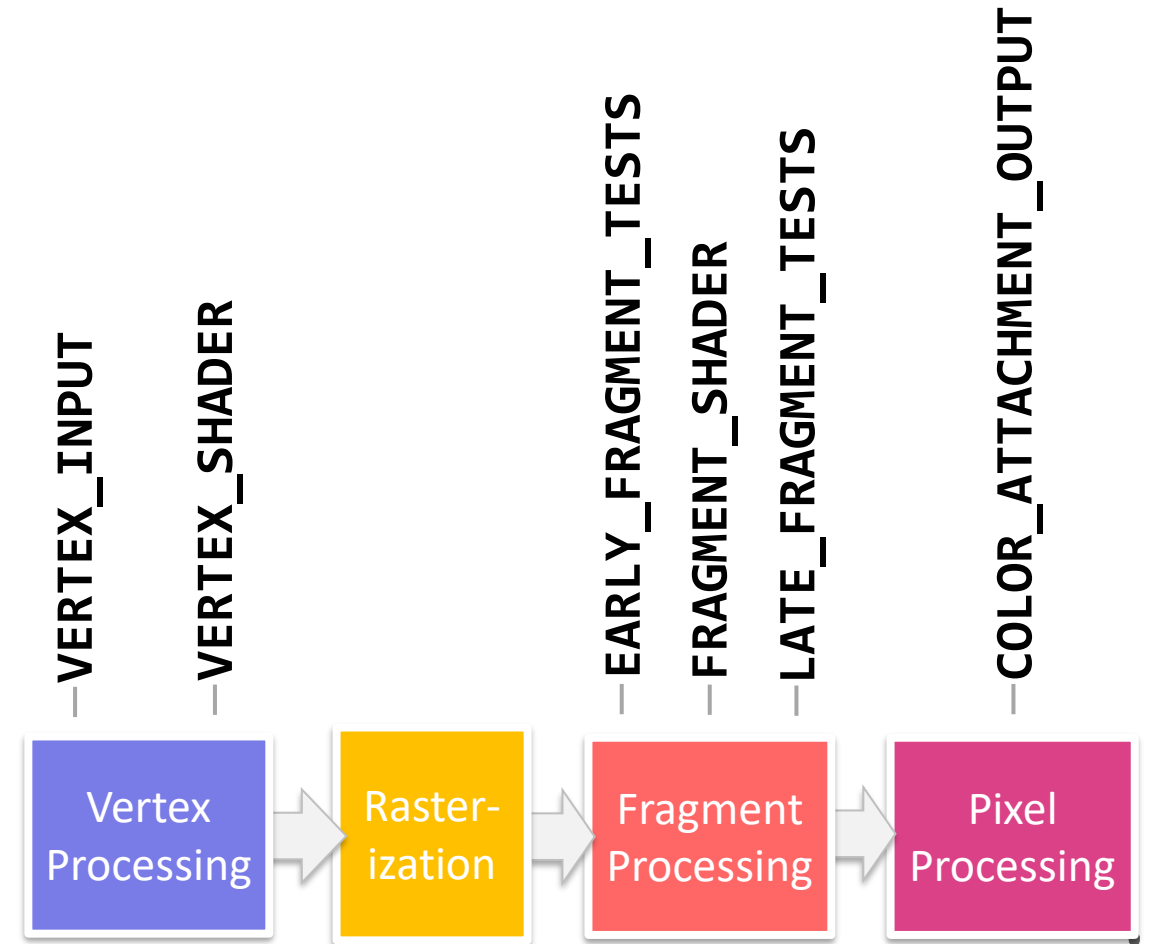 VERTEX_INPUT
VERTEX_SHADER
EARLY_FRAGMENT_TESTS
FRAGMENT_SHADER
LATE_FRAGMENT_TESTS
COLOR_ATTACHMENT_OUTPUT
Vertex
Processing
Raster-
ization
Fragment
Processing
Pixel
Processing